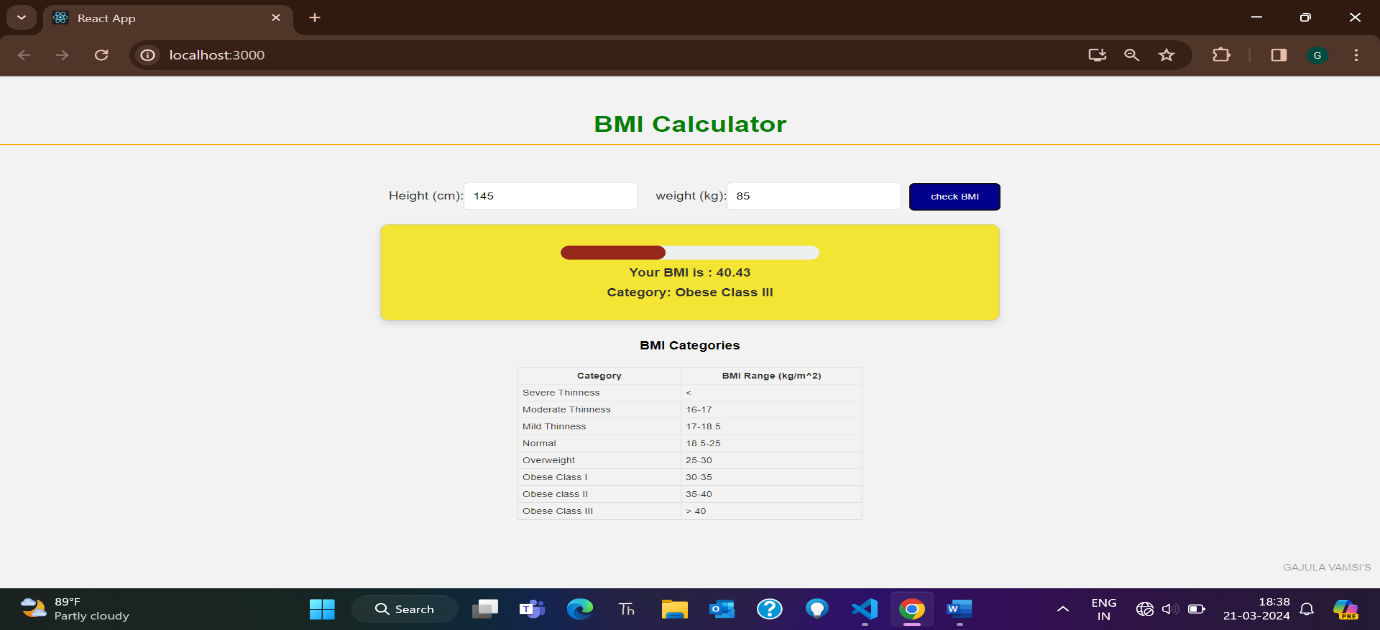 React App
localhost:3000
G
BMI Calculator
Height (cm): 145 weight (kg): 85 check BMI
Your BMI is : 40.43
Category: Obese Class III
BMI Categories
Category BMI Range (kg/m^2)
Severe Thinness <
Moderate Thinness 16-17
Mild Thinness 17-18.5
Normal 18.5-25
Overweight 25-30
Obese Class I 30-35
Obese class II 35-40
Obese Class III > 40
GAJULA VAMSI'S
89°F
Partly cloudy
Search
ENG
IN
18:38
21-03-2024
PRE